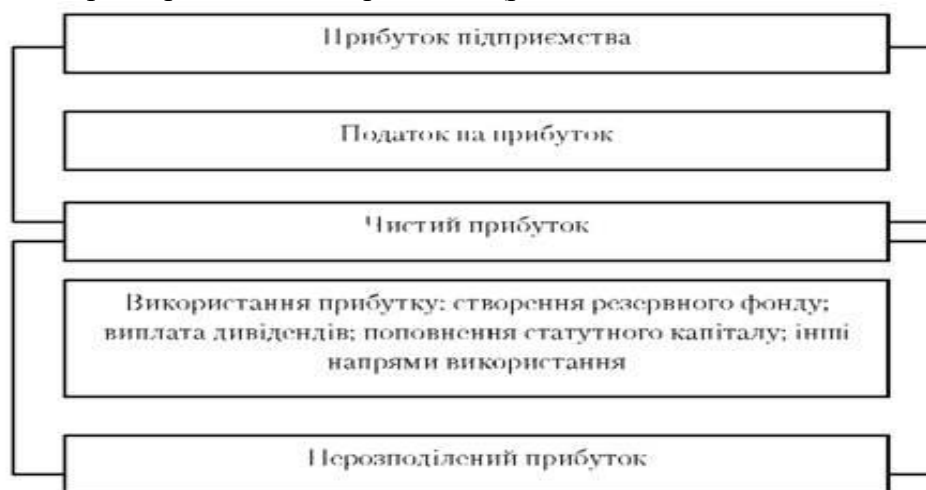 Прибуток підприємства
Податок на прибуток
Чистий прибуток
Використання прибутку: створення резервного фонду;
виплата дивідендів; поповнення статутного капіталу; інші
напрями використання
Нерозподілений прибуток